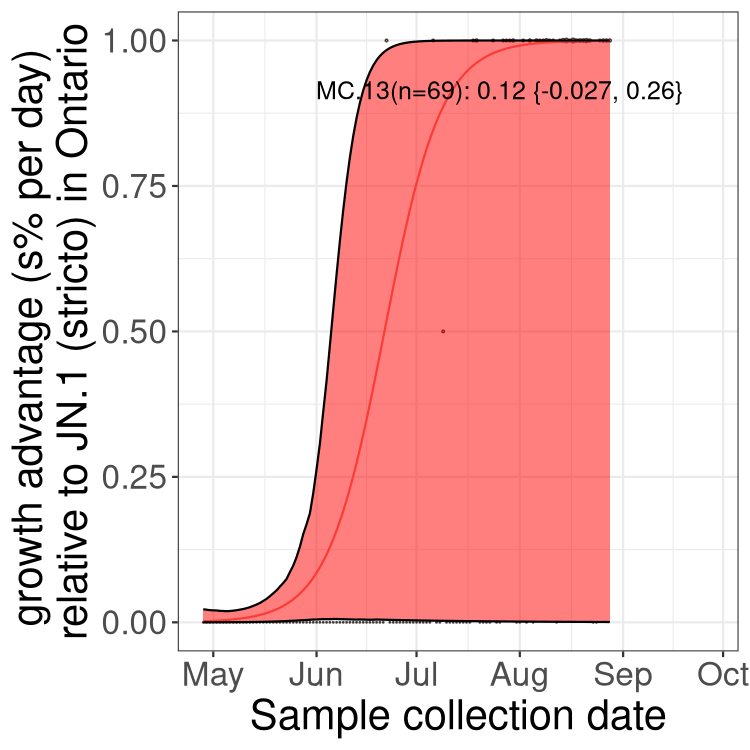 growth advantage (s% per day)
relative to JN.1 (stricto) in Ontario
1.00
0.75
0.50
0.25
0.00
MC.13(n=69): 0.12 {-0.027, 0.26}
May Jun Jul Aug Sep Oct
Sample collection date